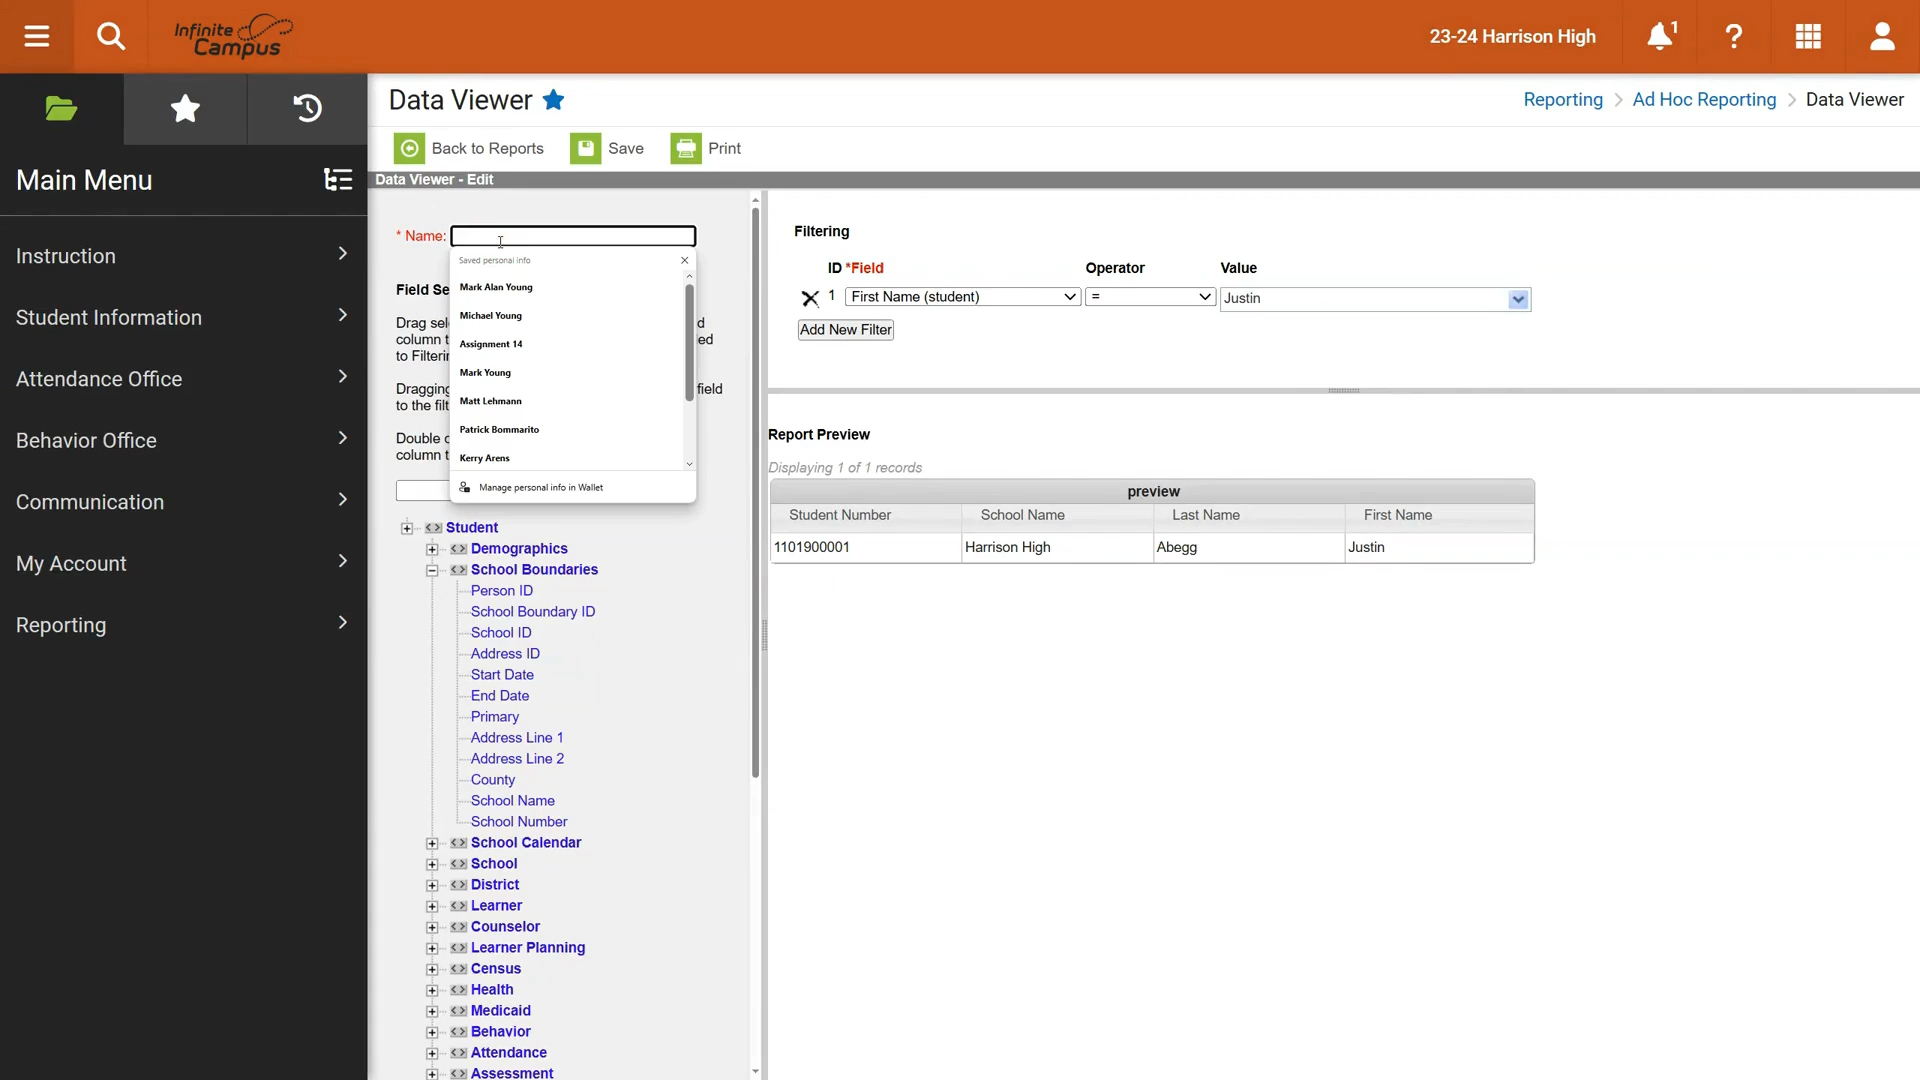 Infinite Campus
23-24 Harrison High
1
?
Main Menu
Instruction
Student Information
Attendance Office
Behavior Office
Communication
My Account
Reporting
Data Viewer
Reporting > Ad Hoc Reporting > Data Viewer
Back to Reports
Save
Print
Data Viewer - Edit
* Name:
Saved personal info
Mark Alan Young
Michael Young
Assignment 14
Mark Young
Matt Lehmann
Patrick Bommarito
Kerry Arens
Manage personal info in Wallet
Field Se
Drag sel
d
column t
ed
to Filterin
Dragging
field
to the filt
Double c
column t
Student
Demographics
School Boundaries
Person ID
School Boundary ID
School ID
Address ID
Start Date
End Date
Primary
Address Line 1
Address Line 2
County
School Name
School Number
School Calendar
School
District
Learner
Counselor
Learner Planning
Census
Health
Medicaid
Behavior
Attendance
Assessment
Filtering
ID *Field Operator Value
1 First Name (student) = Justin
Add New Filter
Report Preview
Displaying 1 of 1 records
preview
Student Number School Name Last Name First Name
1101900001 Harrison High Abegg Justin